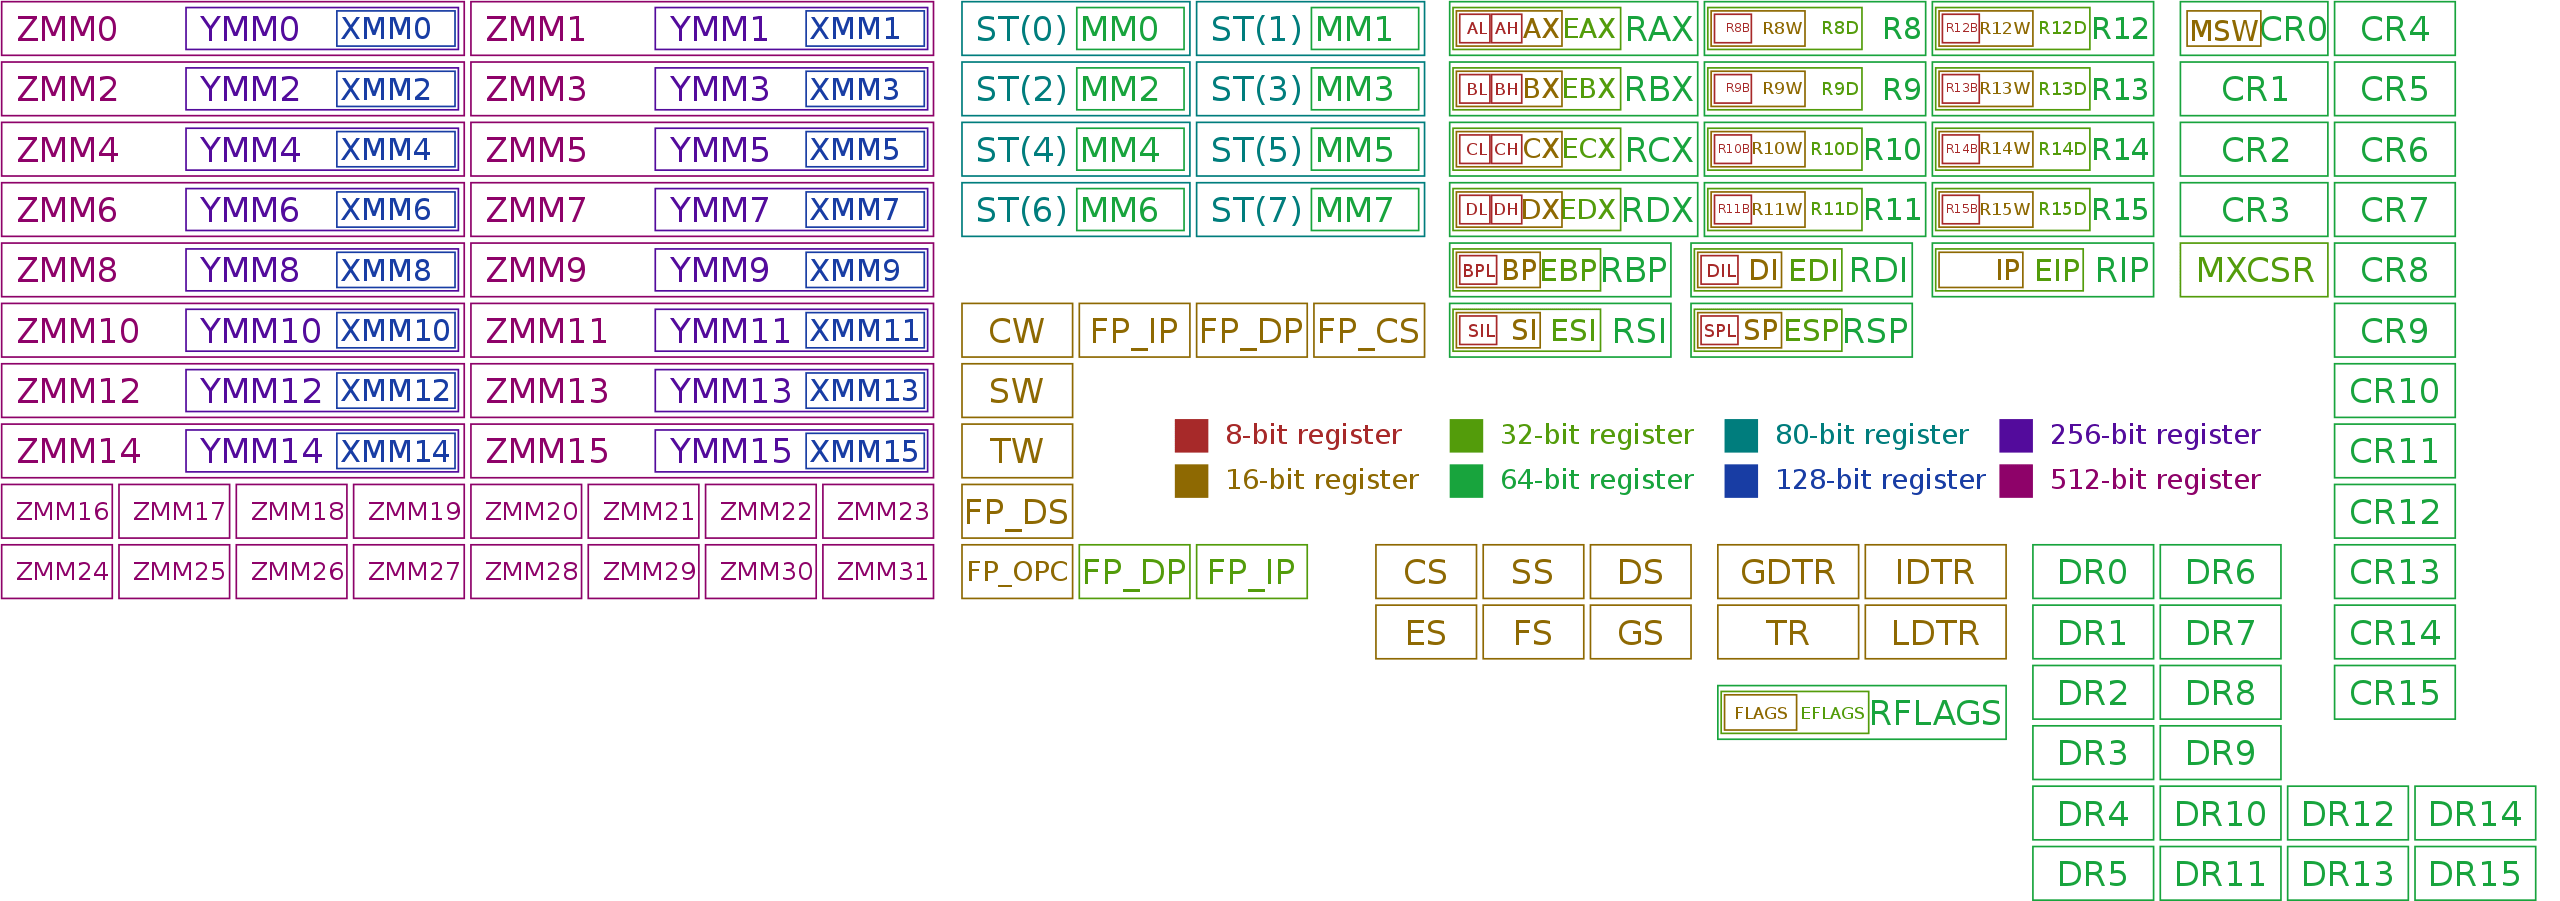 ZMM0 YMM0 XMM0 ZMM1 YMM1 XMM1 ST(0) MM0 ST(1) MM1 AL AH AX EAX RAX R8B R8W R8D R8 R12B R12W R12D R12 MSW CR0 CR4
ZMM2 YMM2 XMM2 ZMM3 YMM3 XMM3 ST(2) MM2 ST(3) MM3 BL BH BX EBX RBX R9B R9W R9D R9 R13B R13W R13D R13 CR1 CR5
ZMM4 YMM4 XMM4 ZMM5 YMM5 XMM5 ST(4) MM4 ST(5) MM5 CL CH CX ECX RCX R10B R10W R10D R10 R14B R14W R14D R14 CR2 CR6
ZMM6 YMM6 XMM6 ZMM7 YMM7 XMM7 ST(6) MM6 ST(7) MM7 DL DH DX EDX RDX R11B R11W R11D R11 R15B R15W R15D R15 CR3 CR7
ZMM8 YMM8 XMM8 ZMM9 YMM9 XMM9 BPL BP EBP RBP DIL DI EDI RDI IP EIP RIP MXCSR CR8
ZMM10 YMM10 XMM10 ZMM11 YMM11 XMM11 CW FP_IP FP_DP FP_CS SIL SI ESI RSI SPL SP ESP RSP CR9
ZMM12 YMM12 XMM12 ZMM13 YMM13 XMM13 SW CR10
ZMM14 YMM14 XMM14 ZMM15 YMM15 XMM15 TW 8-bit register 32-bit register 80-bit register 256-bit register CR11
16-bit register 64-bit register 128-bit register 512-bit register
ZMM16 ZMM17 ZMM18 ZMM19 ZMM20 ZMM21 ZMM22 ZMM23 FP_DS CR12
ZMM24 ZMM25 ZMM26 ZMM27 ZMM28 ZMM29 ZMM30 ZMM31 FP_OPC FP_DP FP_IP CS SS DS GDTR IDTR DR0 DR6 CR13
ES FS GS TR LDTR DR1 DR7 CR14
FLAGS EFLAGS RFLAGS DR2 DR8 CR15
DR3 DR9
DR4 DR10 DR12 DR14
DR5 DR11 DR13 DR15